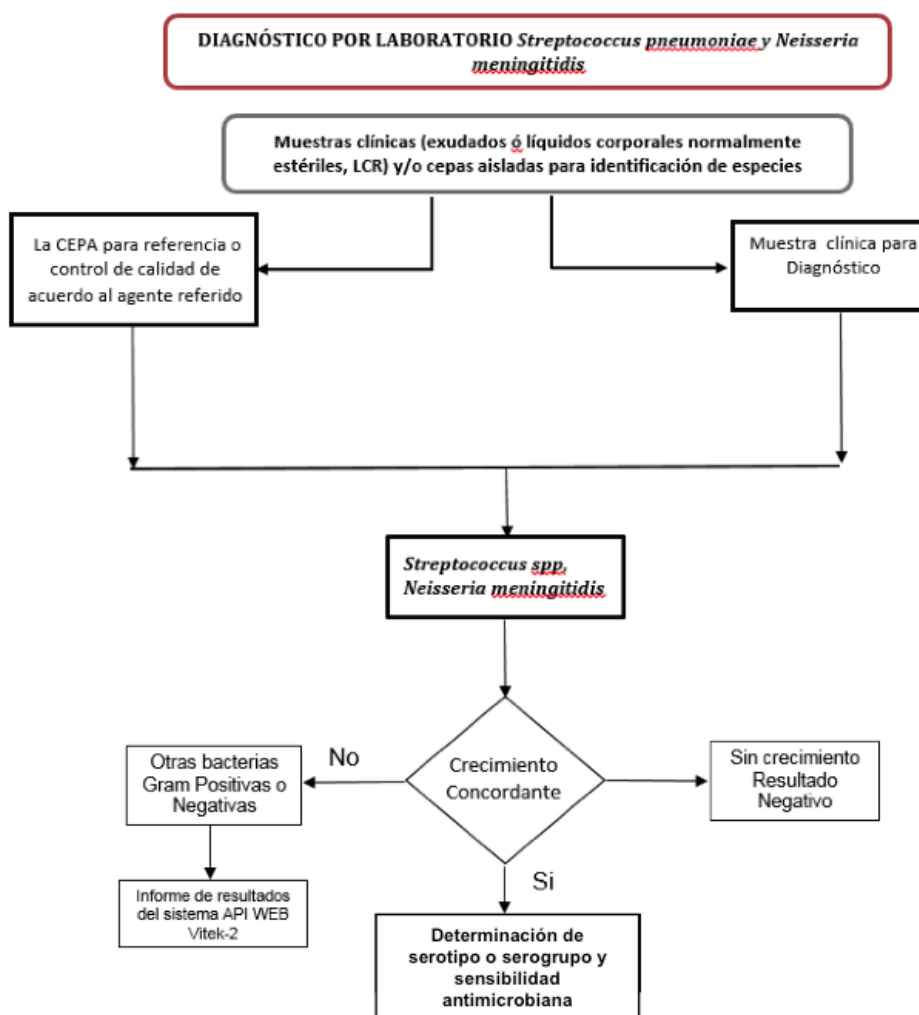 DIAGNÓSTICO POR LABORATORIO Streptococcus pneumoniae y Neisseria
meningitidis
Muestras clínicas (exudados ó líquidos corporales normalmente
estériles, LCR) y/o cepas aisladas para identificación de especies
La CEPA para referencia o
control de calidad de
acuerdo al agente referido
Muestra clínica para
Diagnóstico
Streptococcus spp,
Neisseria meningitidis
Crecimiento
Concordante
No
Otras bacterias
Gram Positivas o
Negativas
Sin crecimiento
Resultado
Negativo
Informe de resultados
del sistema API WEB
Vitek-2
Si
Determinación de
serotipo o serogrupo y
sensibilidad
antimicrobiana